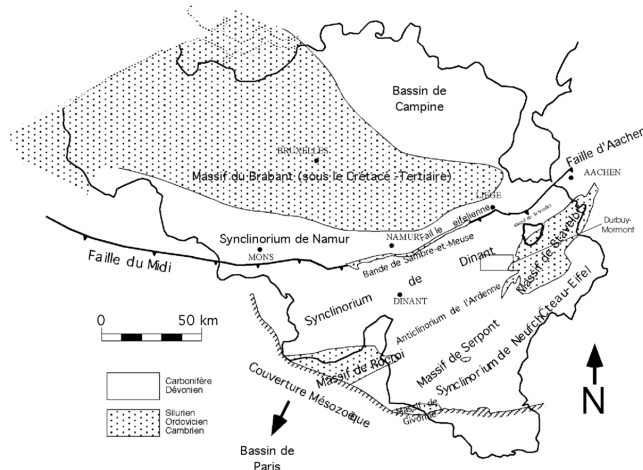 Bassin de
Campine
BRUXELLES
Massif du Brabant (sous le Crétacé -Tertiaire)
Faille d'Aachen
AACHEN
LIEGE
Durbuy-
Mormont
Massif de Stavelot
Faille eifelienne
Synclinorium de Namur
MONS
NAMUR
Bande de Sambre-et-Meuse
Faille du Midi
Synclinorium
de
Dinant
DINANT
Anticlinorium de l'Ardenne
Massif de Serpont
Synclinorium de Neufchâteau-Eifel
0 50 km
Massif de Rocroi
Couverture Mésozoïque
Massif de
Givonne
Carbonifère
Dévonien
Silurien
Ordovicien
Cambrien
Bassin de
Paris
N